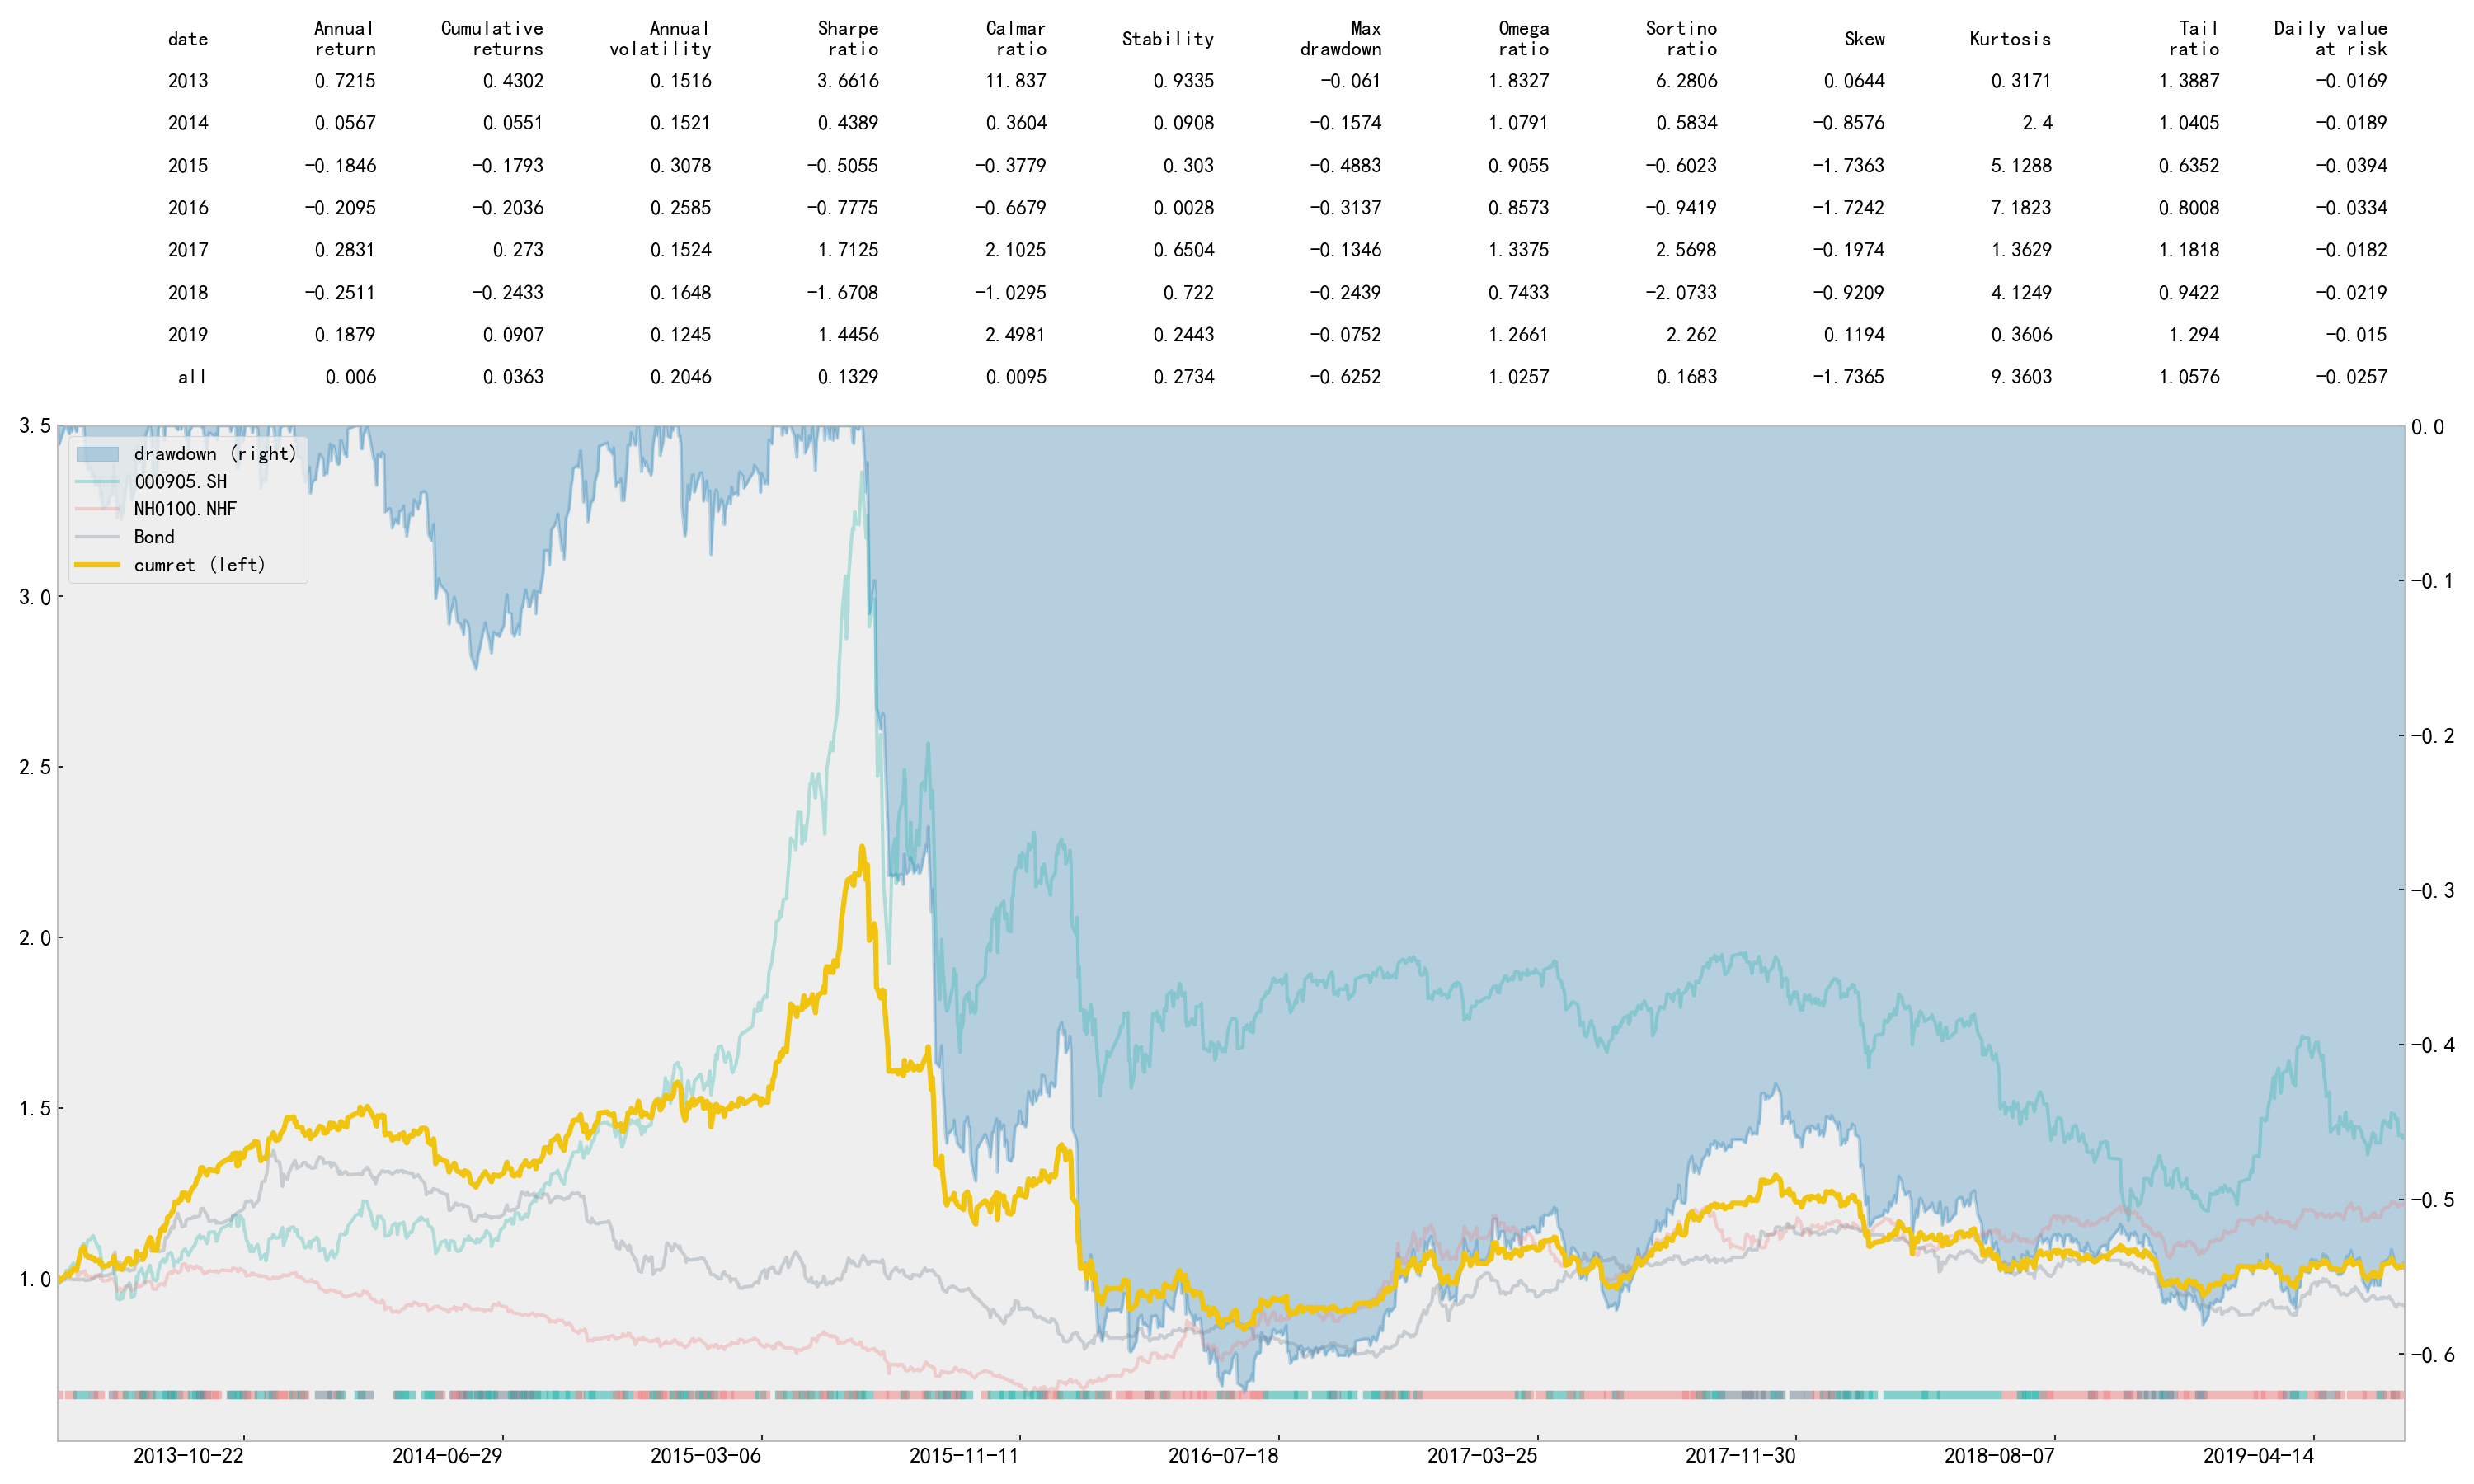 date Annual return Cumulative returns Annual volatility Sharpe ratio Calmar ratio Stability Max drawdown Omega ratio Sortino ratio Skew Kurtosis Tail ratio Daily value at risk
2013 0.7215 0.4302 0.1516 3.6616 11.837 0.9335 −0.061 1.8327 6.2806 0.0644 0.3171 1.3887 −0.0169
2014 0.0567 0.0551 0.1521 0.4389 0.3604 0.0908 −0.1574 1.0791 0.5834 −0.8576 2.4 1.0405 −0.0189
2015 −0.1846 −0.1793 0.3078 −0.5055 −0.3779 0.303 −0.4883 0.9055 −0.6023 −1.7363 5.1288 0.6352 −0.0394
2016 −0.2095 −0.2036 0.2585 −0.7775 −0.6679 0.0028 −0.3137 0.8573 −0.9419 −1.7242 7.1823 0.8008 −0.0334
2017 0.2831 0.273 0.1524 1.7125 2.1025 0.6504 −0.1346 1.3375 2.5698 −0.1974 1.3629 1.1818 −0.0182
2018 −0.2511 −0.2433 0.1648 −1.6708 −1.0295 0.722 −0.2439 0.7433 −2.0733 −0.9209 4.1249 0.9422 −0.0219
2019 0.1879 0.0907 0.1245 1.4456 2.4981 0.2443 −0.0752 1.2661 2.262 0.1194 0.3606 1.294 −0.015
all 0.006 0.0363 0.2046 0.1329 0.0095 0.2734 −0.6252 1.0257 0.1683 −1.7365 9.3603 1.0576 −0.0257
3.5
3.0
2.5
2.0
1.5
1.0
drawdown (right)
000905.SH
NH0100.NHF
Bond
cumret (left)
0.0
−0.1
−0.2
−0.3
−0.4
−0.5
−0.6
2013-10-22 2014-06-29 2015-03-06 2015-11-11 2016-07-18 2017-03-25 2017-11-30 2018-08-07 2019-04-14